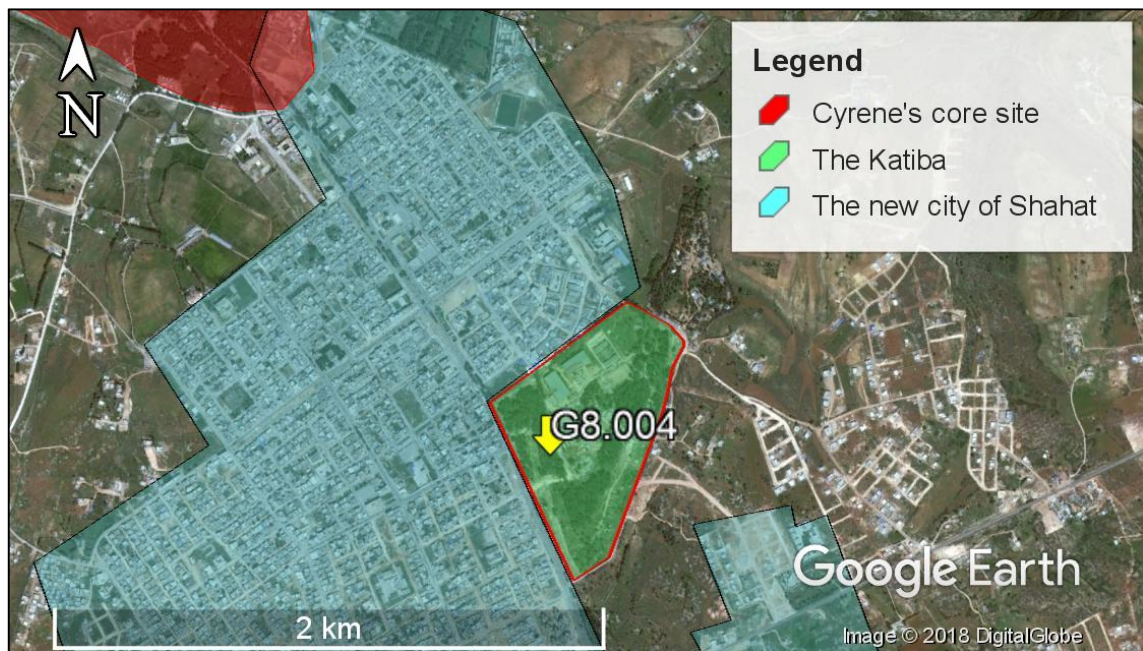 N
Legend
Cyrene's core site
The Katiba
The new city of Shahat
G8.004
Google Earth
2 km
Image © 2018 DigitalGlobe